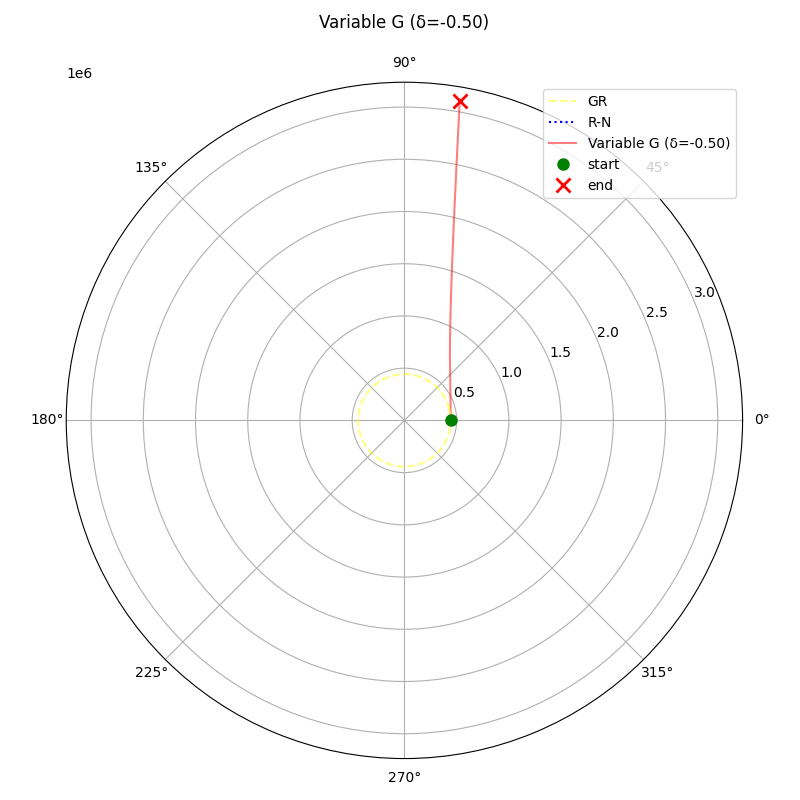 Variable G (δ=-0.50)
1e6
90°
GR
R-N
Variable G (δ=-0.50)
start
end
135°
45°
3.0
2.5
2.0
1.5
1.0
0.5
180°
0°
225°
315°
270°